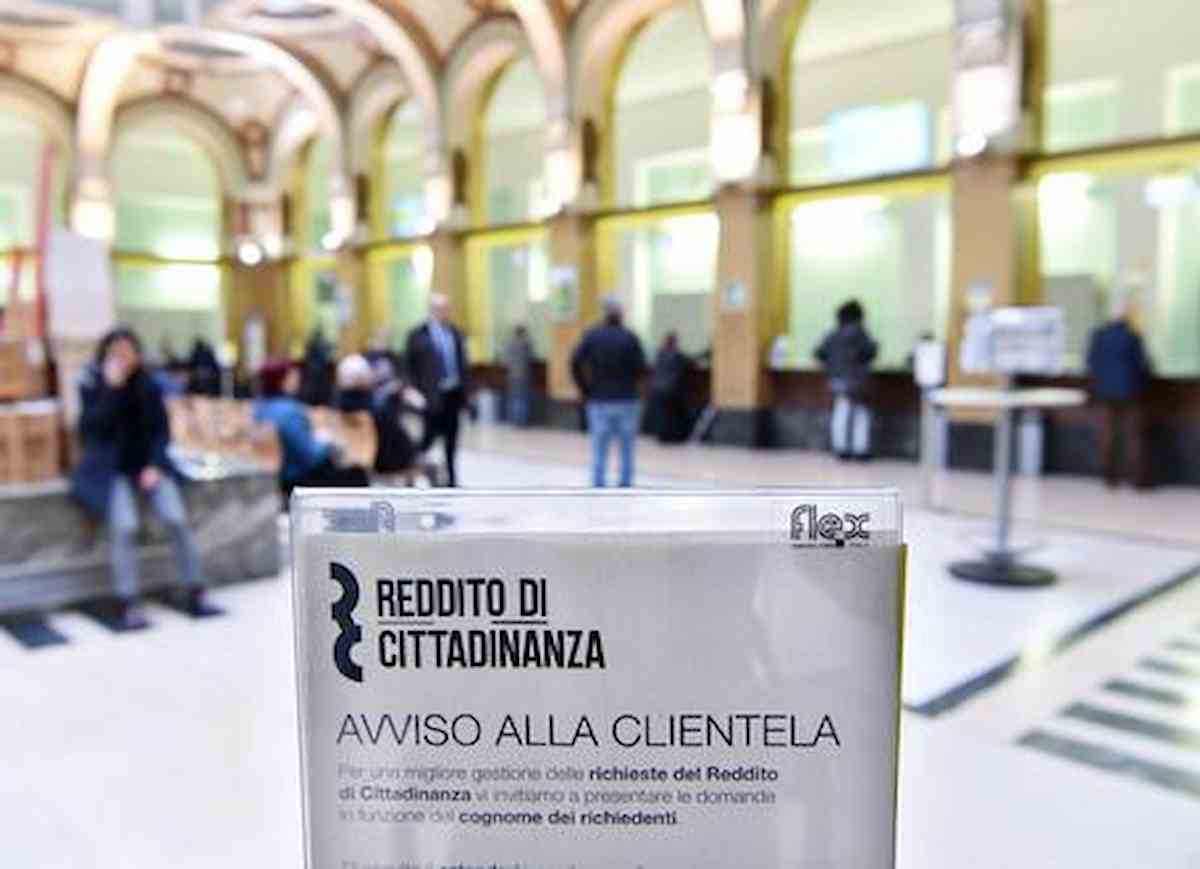 flex
REDDITO DI
CITTADINANZA
AVVISO ALLA CLIENTELA
Per una migliore gestione delle richieste del Reddito
di Cittadinanza vi invitiamo a presentare le domande
in funzione del cognome dei richiedenti.